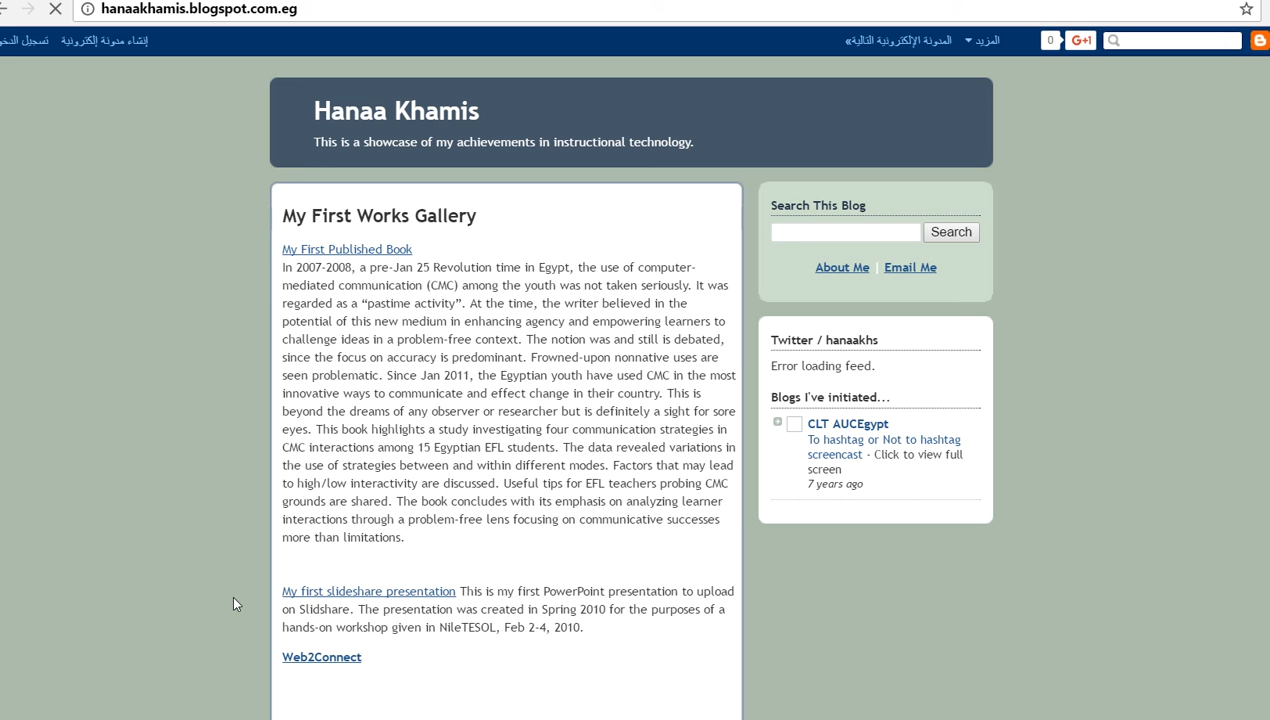 hanaakhamis.blogspot.com.eg
المزيد
المدونة الإلكترونية التالية»
إنشاء مدونة إلكترونية
تسجيل
0
G+1
Hanaa Khamis
This is a showcase of my achievements in instructional technology.
My First Works Gallery
My First Published Book
In 2007-2008, a pre-Jan 25 Revolution time in Egypt, the use of computer-
mediated communication (CMC) among the youth was not taken seriously. It was
regarded as a “pastime activity”. At the time, the writer believed in the
potential of this new medium in enhancing agency and empowering learners to
challenge ideas in a problem-free context. The notion was and still is debated,
since the focus on accuracy is predominant. Frowned-upon nonnative uses are
seen problematic. Since Jan 2011, the Egyptian youth have used CMC in the most
innovative ways to communicate and effect change in their country. This is
beyond the dreams of any observer or researcher but is definitely a sight for sore
eyes. This book highlights a study investigating four communication strategies in
CMC interactions among 15 Egyptian EFL students. The data revealed variations in
the use of strategies between and within different modes. Factors that may lead
to high/low interactivity are discussed. Useful tips for EFL teachers probing CMC
grounds are shared. The book concludes with its emphasis on analyzing learner
interactions through a problem-free lens focusing on communicative successes
more than limitations.
My first slideshare presentation This is my first PowerPoint presentation to upload
on Slidshare. The presentation was created in Spring 2010 for the purposes of a
hands-on workshop given in NileTESOL, Feb 2-4, 2010.
Web2Connect
Search This Blog
Search
About Me | Email Me
Twitter / hanaakhs
Error loading feed.
Blogs I've initiated...
CLT AUCEgypt
To hashtag or Not to hashtag
screencast - Click to view full
screen
7 years ago